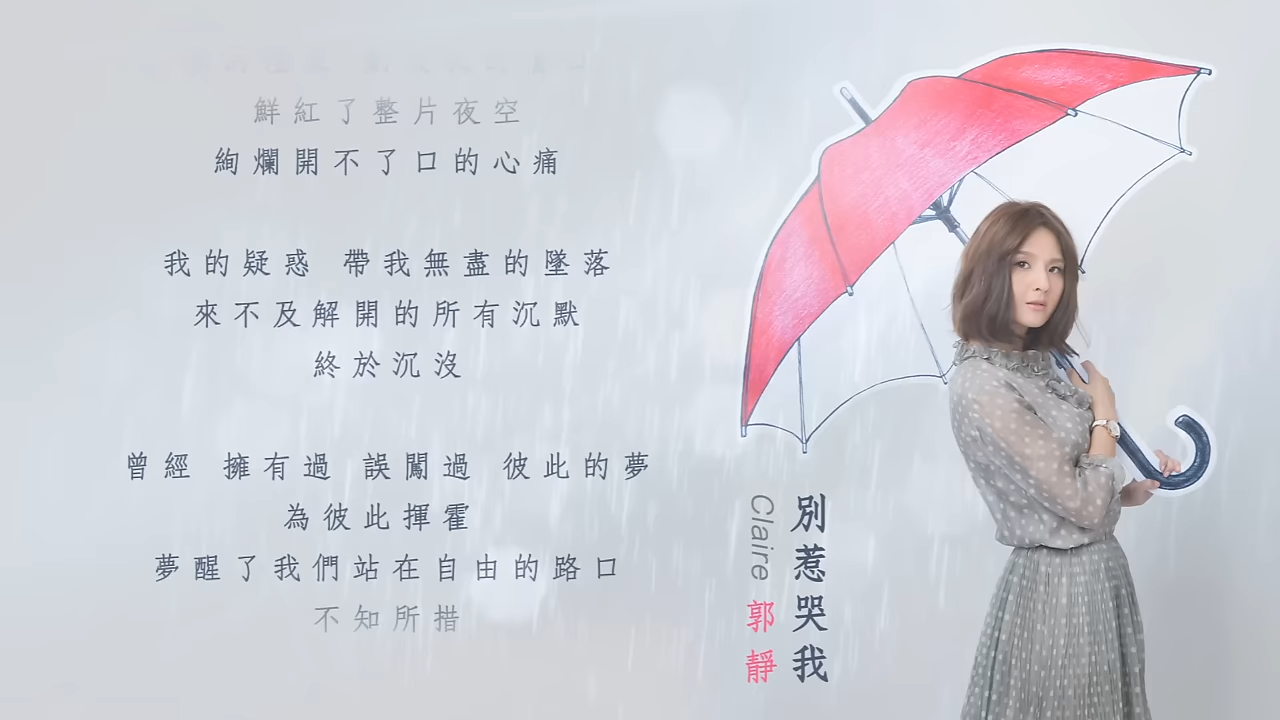 鮮紅了整片夜空
絢爛開不了口的心痛
我的疑惑 帶我無盡的墜落
來不及解開的所有沉默
終於沉沒
曾經 擁有過 誤闖過 彼此的夢
為彼此揮霍
夢醒了我們站在自由的路口
不知所措
別惹哭我
Claire 郭靜